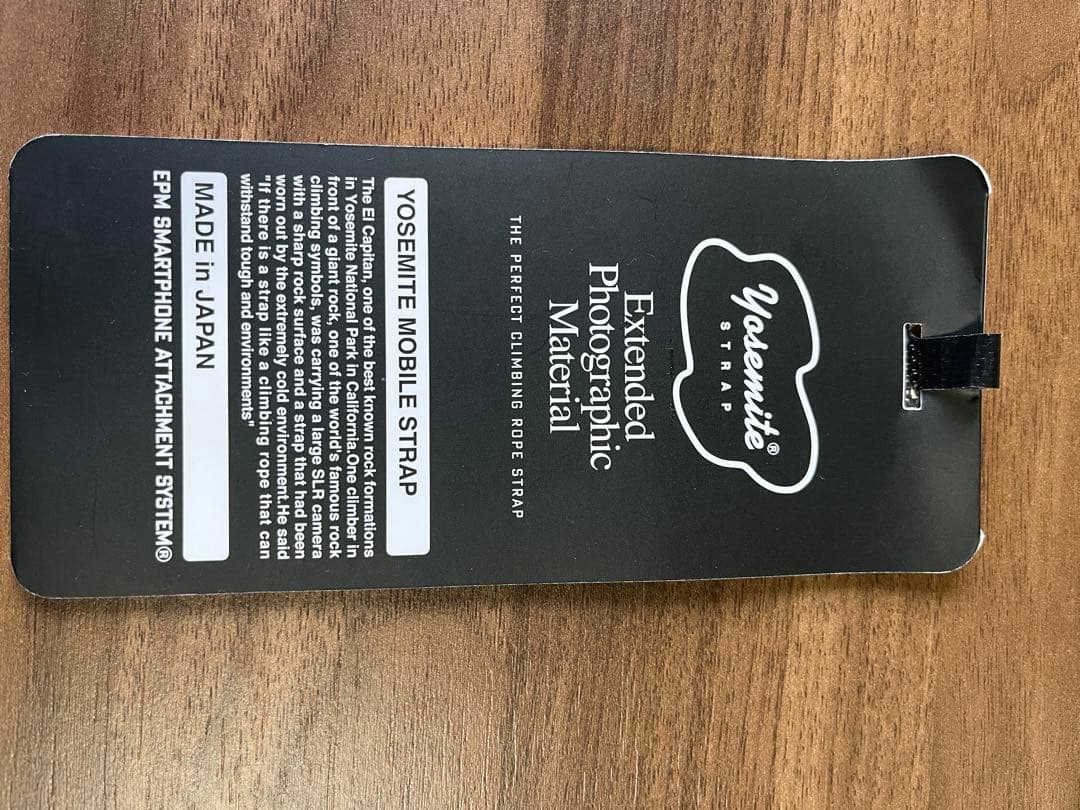 Yosemite®
STRAP
Extended
Photographic
Material
THE PERFECT CLIMBING ROPE STRAP
YOSEMITE MOBILE STRAP
The El Capitan, one of the best known rock formations
in Yosemite National Park in California.One climber in
front of a giant rock, one of the world's famous rock
climbing symbols, was carrying a large SLR camera
with a sharp rock surface and a strap that had been
worn out by the extremely cold environment.He said
"If there is a strap like a climbing rope that can
withstand tough and environments"
MADE in JAPAN
EPM SMARTPHONE ATTACHMENT SYSTEM®